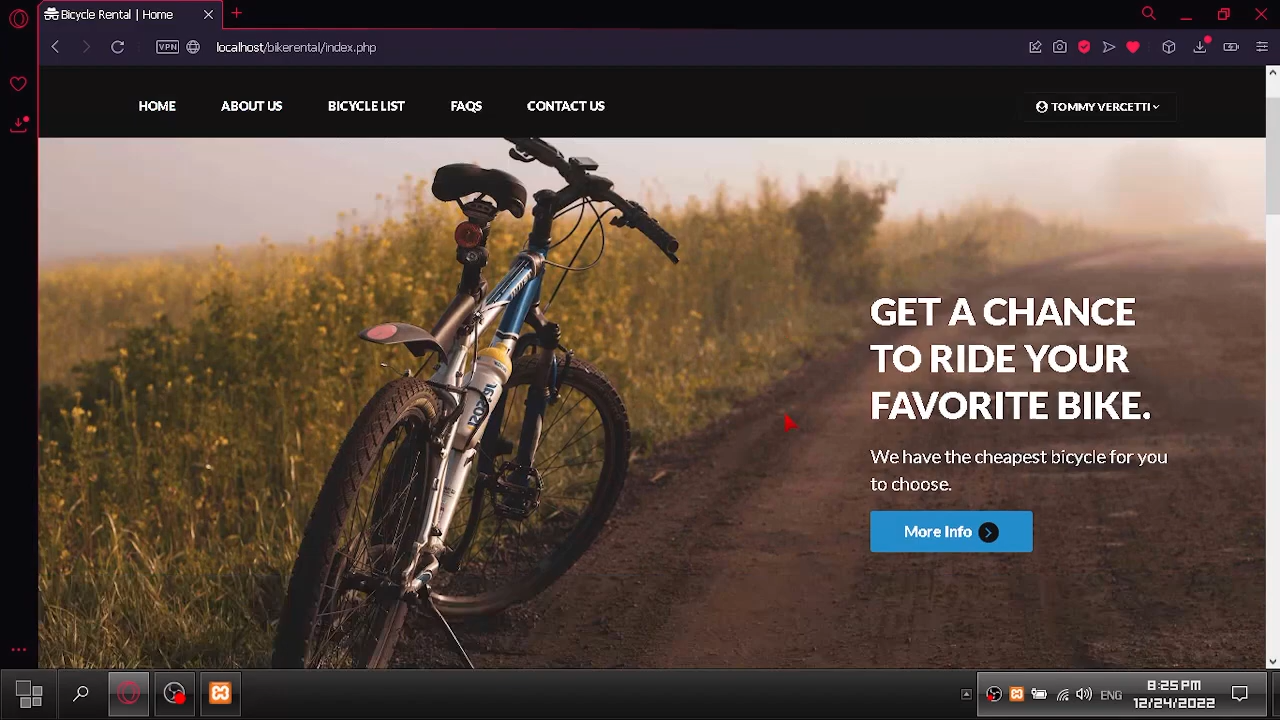 Bicycle Rental | Home
VPN
localhost/bikerental/index.php
HOME
ABOUT US
BICYCLE LIST
FAQS
CONTACT US
TOMMY VERCETTI
GET A CHANCE
TO RIDE YOUR
FAVORITE BIKE.
We have the cheapest bicycle for you
to choose.
More Info
ENG
8:25 PM
12/24/2022